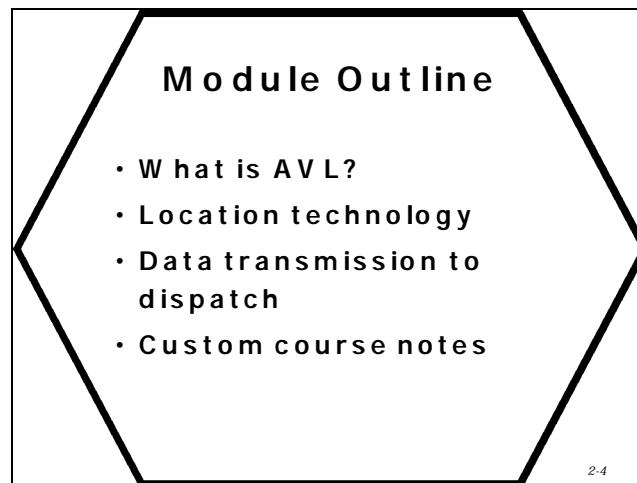 Module Outline
• What is AVL?
• Location technology
• Data transmission to
dispatch
• Custom course notes
2-4